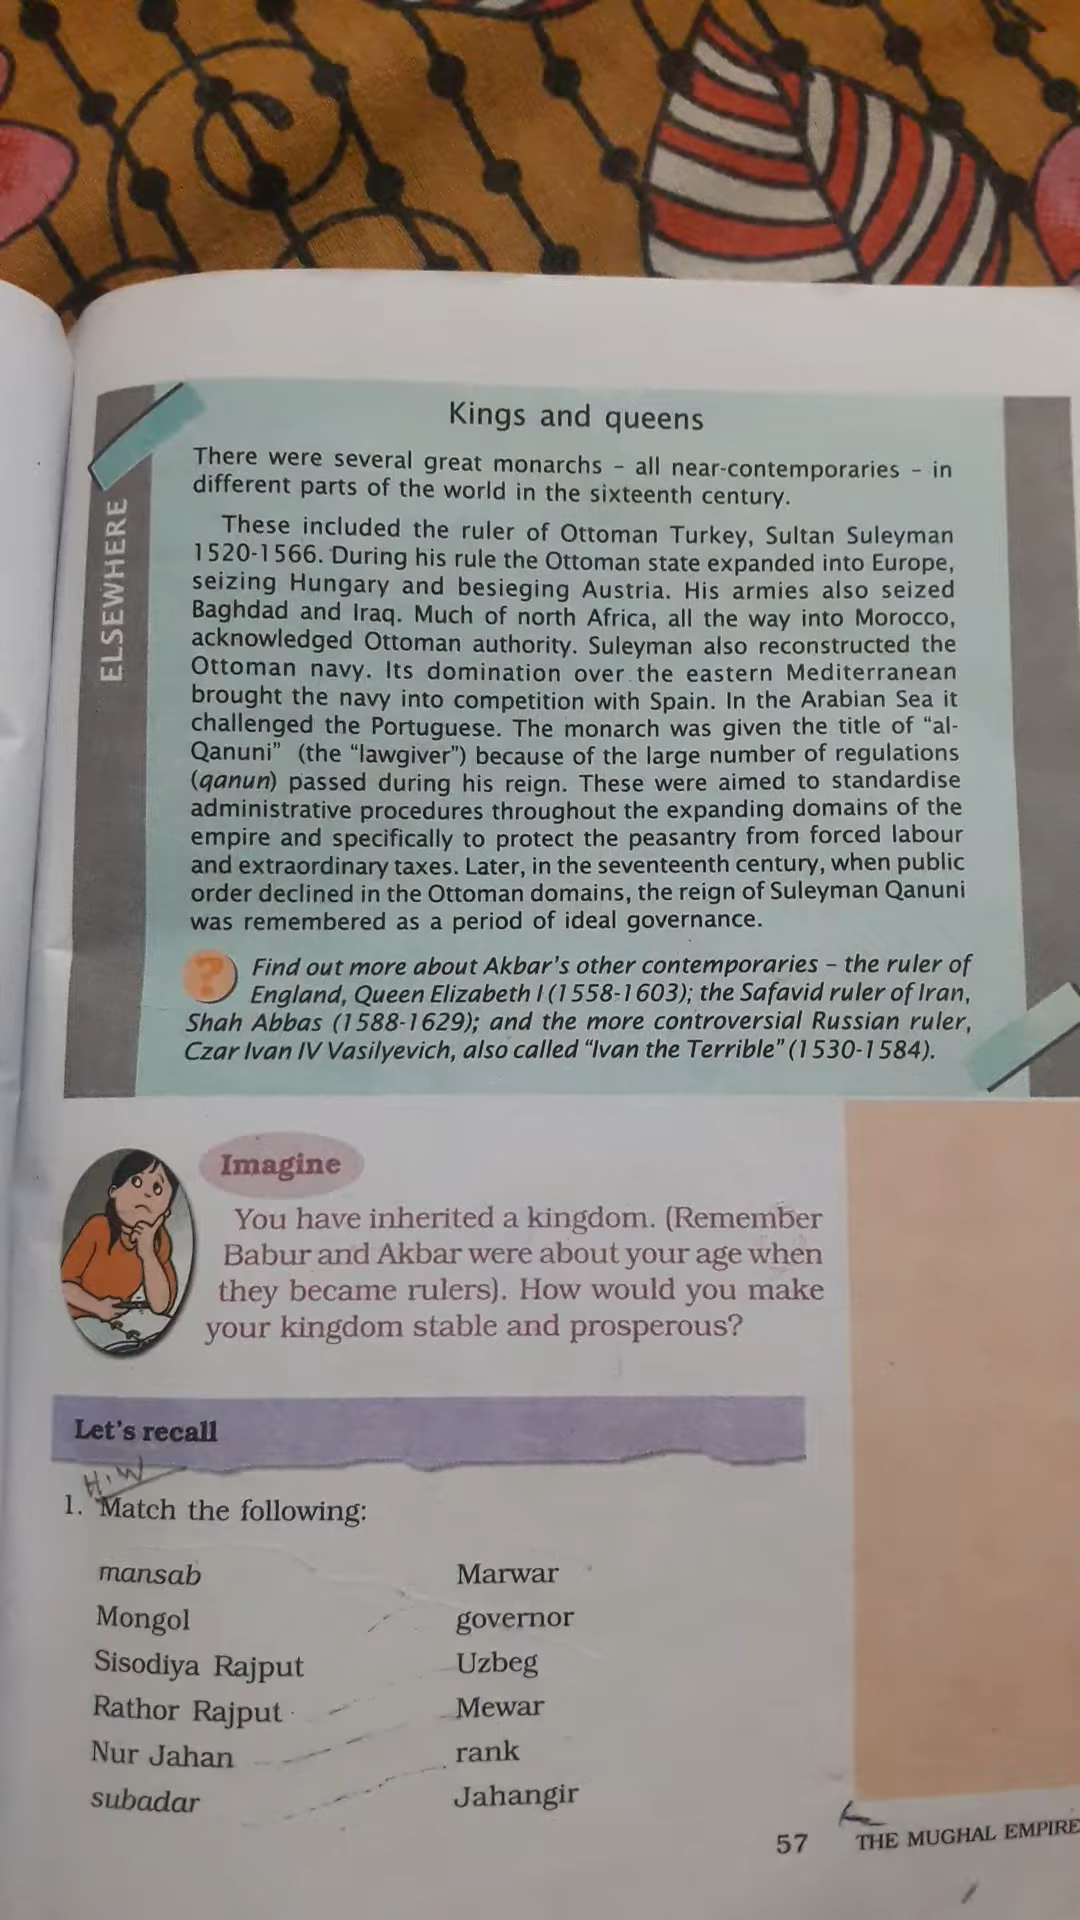 Kings and queens
There were several great monarchs – all near-contemporaries – in
different parts of the world in the sixteenth century.
These included the ruler of Ottoman Turkey, Sultan Suleyman
1520-1566. During his rule the Ottoman state expanded into Europe,
seizing Hungary and besieging Austria. His armies also seized
Baghdad and Iraq. Much of north Africa, all the way into Morocco,
acknowledged Ottoman authority. Suleyman also reconstructed the
Ottoman navy. Its domination over the eastern Mediterranean
brought the navy into competition with Spain. In the Arabian Sea it
challenged the Portuguese. The monarch was given the title of “al-
Qanuni” (the “lawgiver”) because of the large number of regulations
(qanun) passed during his reign. These were aimed to standardise
administrative procedures throughout the expanding domains of the
empire and specifically to protect the peasantry from forced labour
and extraordinary taxes. Later, in the seventeenth century, when public
order declined in the Ottoman domains, the reign of Suleyman Qanuni
was remembered as a period of ideal governance.
ELSEWHERE
? Find out more about Akbar’s other contemporaries – the ruler of
England, Queen Elizabeth I (1558-1603); the Safavid ruler of Iran,
Shah Abbas (1588-1629); and the more controversial Russian ruler,
Czar Ivan IV Vasilyevich, also called “Ivan the Terrible” (1530-1584).
Imagine
You have inherited a kingdom. (Remember
Babur and Akbar were about your age when
they became rulers). How would you make
your kingdom stable and prosperous?
Let’s recall
H.W
1. Match the following:
mansab Marwar
Mongol governor
Sisodiya Rajput Uzbeg
Rathor Rajput Mewar
Nur Jahan rank
subadar Jahangir
57 THE MUGHAL EMPIRE